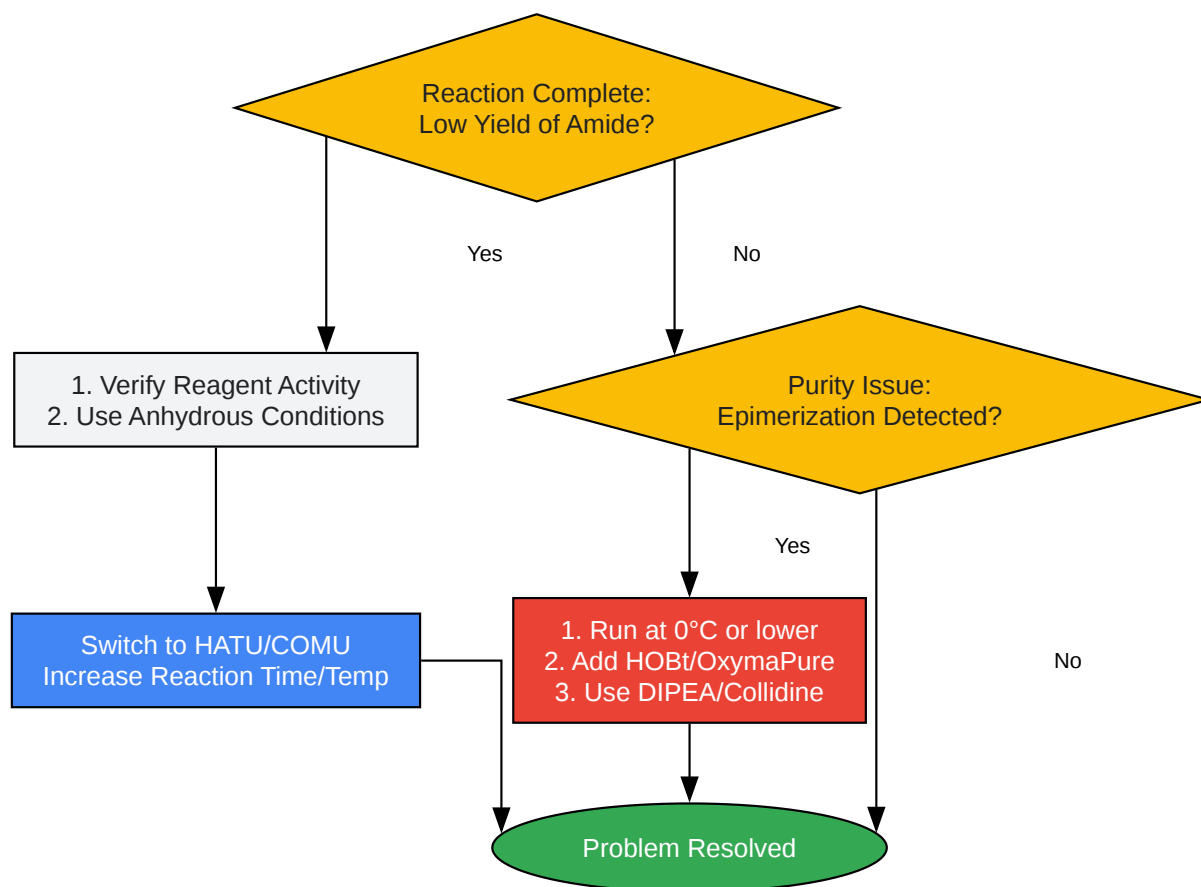 Reaction Complete:
Low Yield of Amide?
Yes
No
1. Verify Reagent Activity
2. Use Anhydrous Conditions
Purity Issue:
Epimerization Detected?
Yes
Switch to HATU/COMU
Increase Reaction Time/Temp
1. Run at 0°C or lower
2. Add HOBt/OxymaPure
3. Use DIPEA/Collidine
No
Problem Resolved